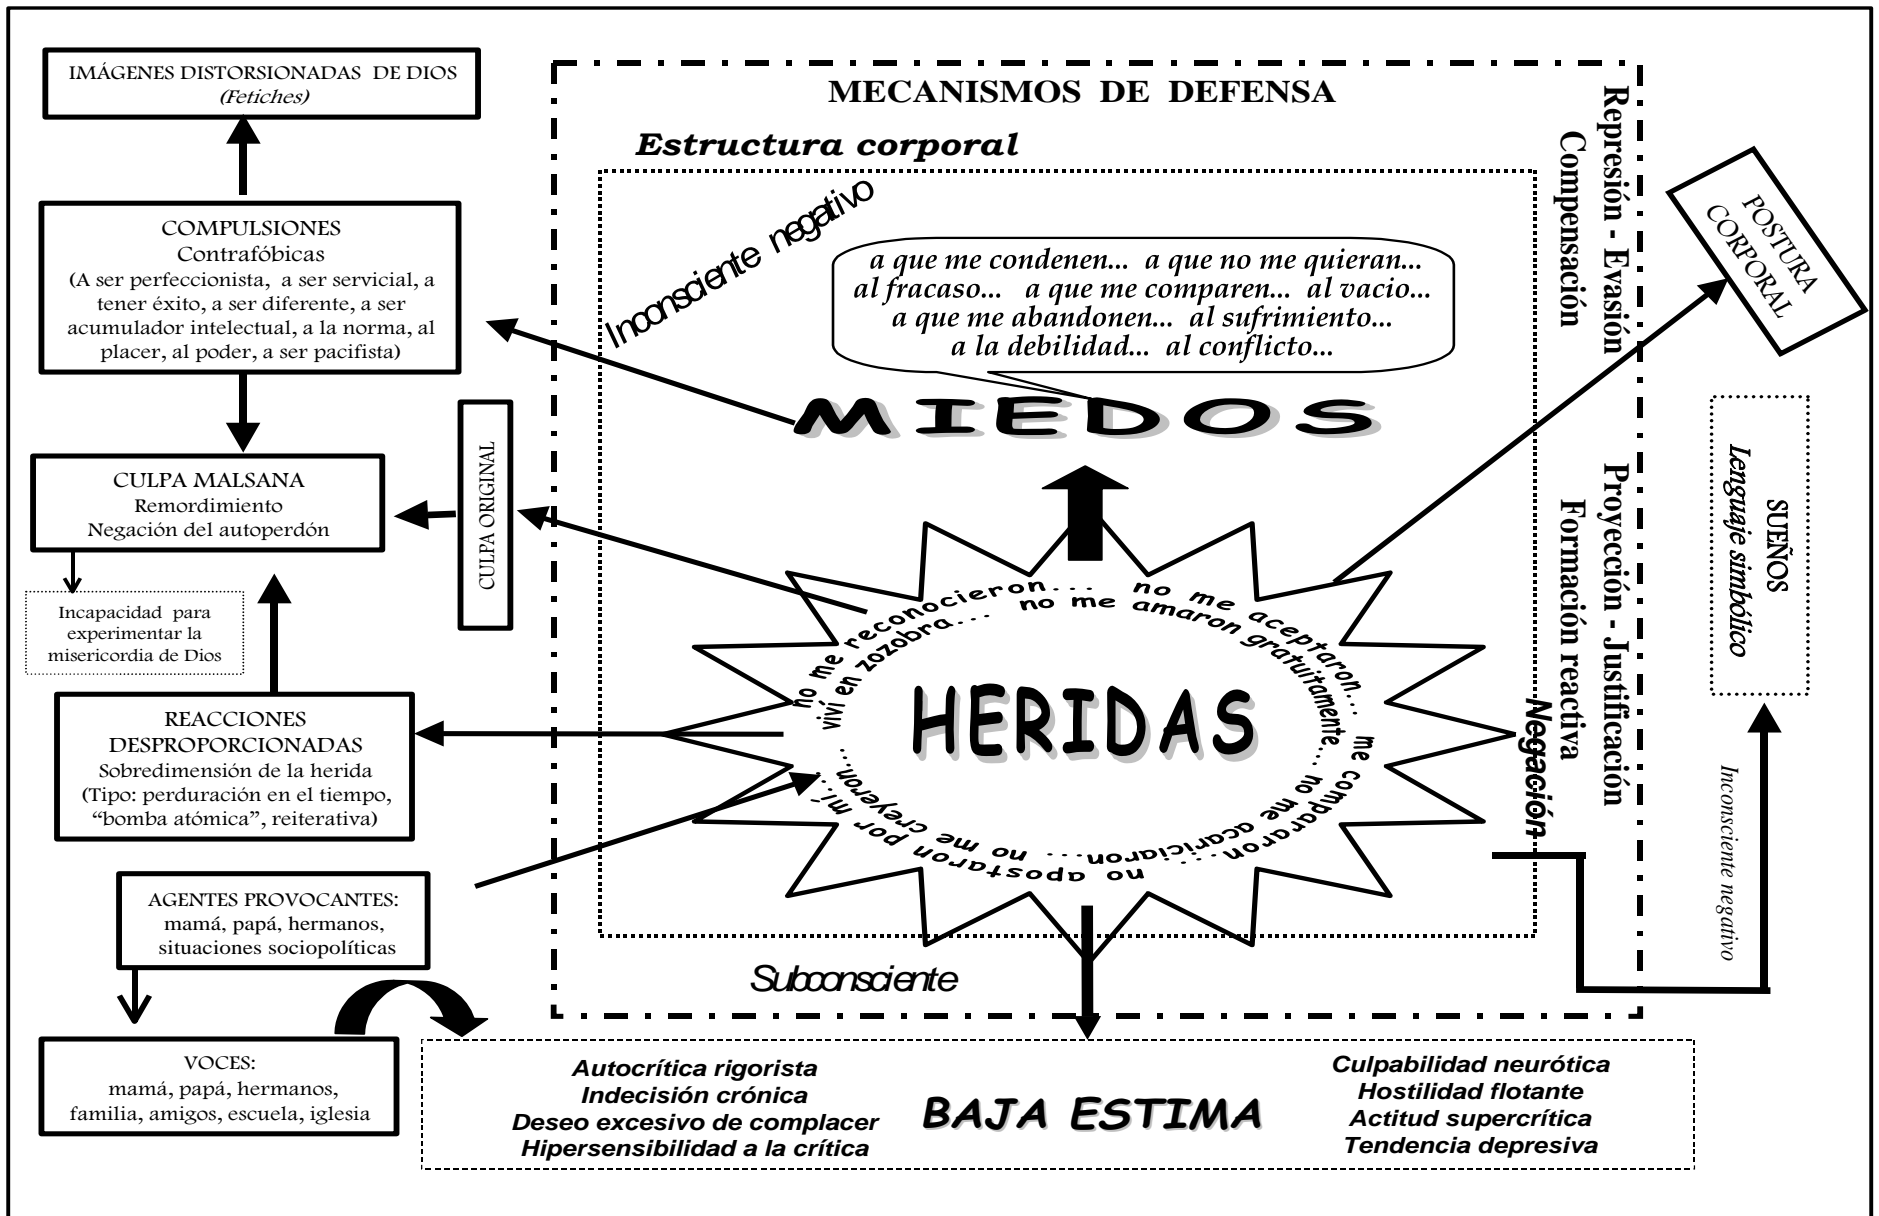 IMÁGENES DISTORSIONADAS DE DIOS
(Fetiches)
COMPULSIONES
Contrafóbicas
(A ser perfeccionista, a ser servicial, a
tener éxito, a ser diferente, a ser
acumulador intelectual, a la norma, al
placer, al poder, a ser pacifista)
CULPA MALSANA
Remordimiento
Negación del autoperdón
Incapacidad para
experimentar la
misericordia de Dios
REACCIONES
DESPROPORCIONADAS
Sobredimensión de la herida
(Tipo: perduración en el tiempo,
“bomba atómica”, reiterativa)
AGENTES PROVOCANTES:
mamá, papá, hermanos,
situaciones sociopolíticas
VOCES:
mamá, papá, hermanos,
familia, amigos, escuela, iglesia
CULPA ORIGINAL
MECANISMOS DE DEFENSA
Estructura corporal
Inconsciente negativo
a que me condenen... a que no me quieran...
al fracaso... a que me comparen... al vacio...
a que me abandonen... al sufrimiento...
a la debilidad... al conflicto...
MIEDOS
no me reconocieron... no me aceptaron... me compararon.... no apostaron por mí...
viví en zozobra... no me amaron gratuitamente... no me acariciaron... no me creyeron...
HERIDAS
Subconsciente
Represión - Evasión
Compensación
Proyección - Justificación
Formación reactiva
Negación
POSTURA
CORPORAL
SUEÑOS
Lenguaje simbólico
Inconsciente negativo
Autocrítica rigorista
Indecisión crónica
Deseo excesivo de complacer
Hipersensibilidad a la crítica
BAJA ESTIMA
Culpabilidad neurótica
Hostilidad flotante
Actitud supercrítica
Tendencia depresiva